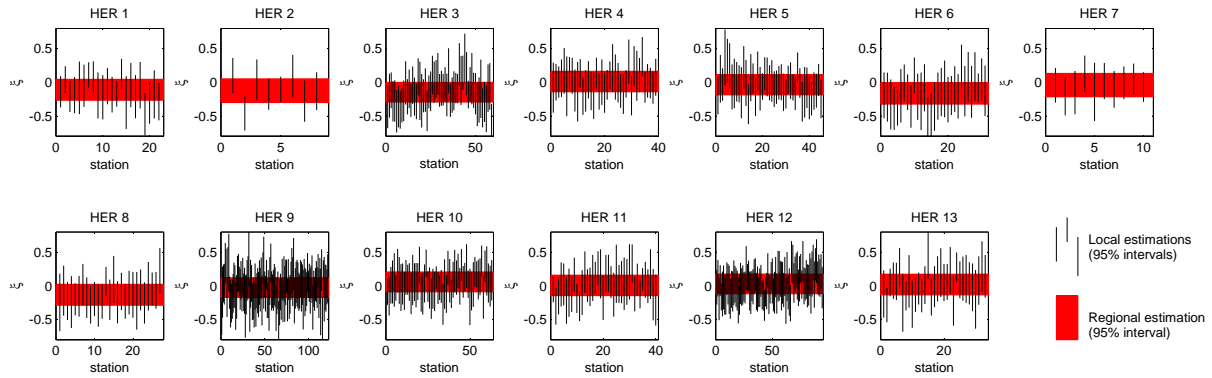 HER 1 HER 2 HER 3 HER 4 HER 5 HER 6 HER 7
0.5 0.5 0.5 0.5 0.5 0.5 0.5
ξ ξ ξ ξ ξ ξ ξ
0 0 0 0 0 0 0
-0.5 -0.5 -0.5 -0.5 -0.5 -0.5 -0.5
0 10 20 0 5 0 50 0 20 40 0 20 40 0 10 20 30 0 5 10
station station station station station station station
HER 8 HER 9 HER 10 HER 11 HER 12 HER 13
0.5 0.5 0.5 0.5 0.5 0.5
ξ ξ ξ ξ ξ ξ
0 0 0 0 0 0
-0.5 -0.5 -0.5 -0.5 -0.5 -0.5
0 10 20 0 50 100 0 50 0 20 40 0 50 0 20
station station station station station station
Local estimations
(95% intervals)
Regional estimation
(95% interval)